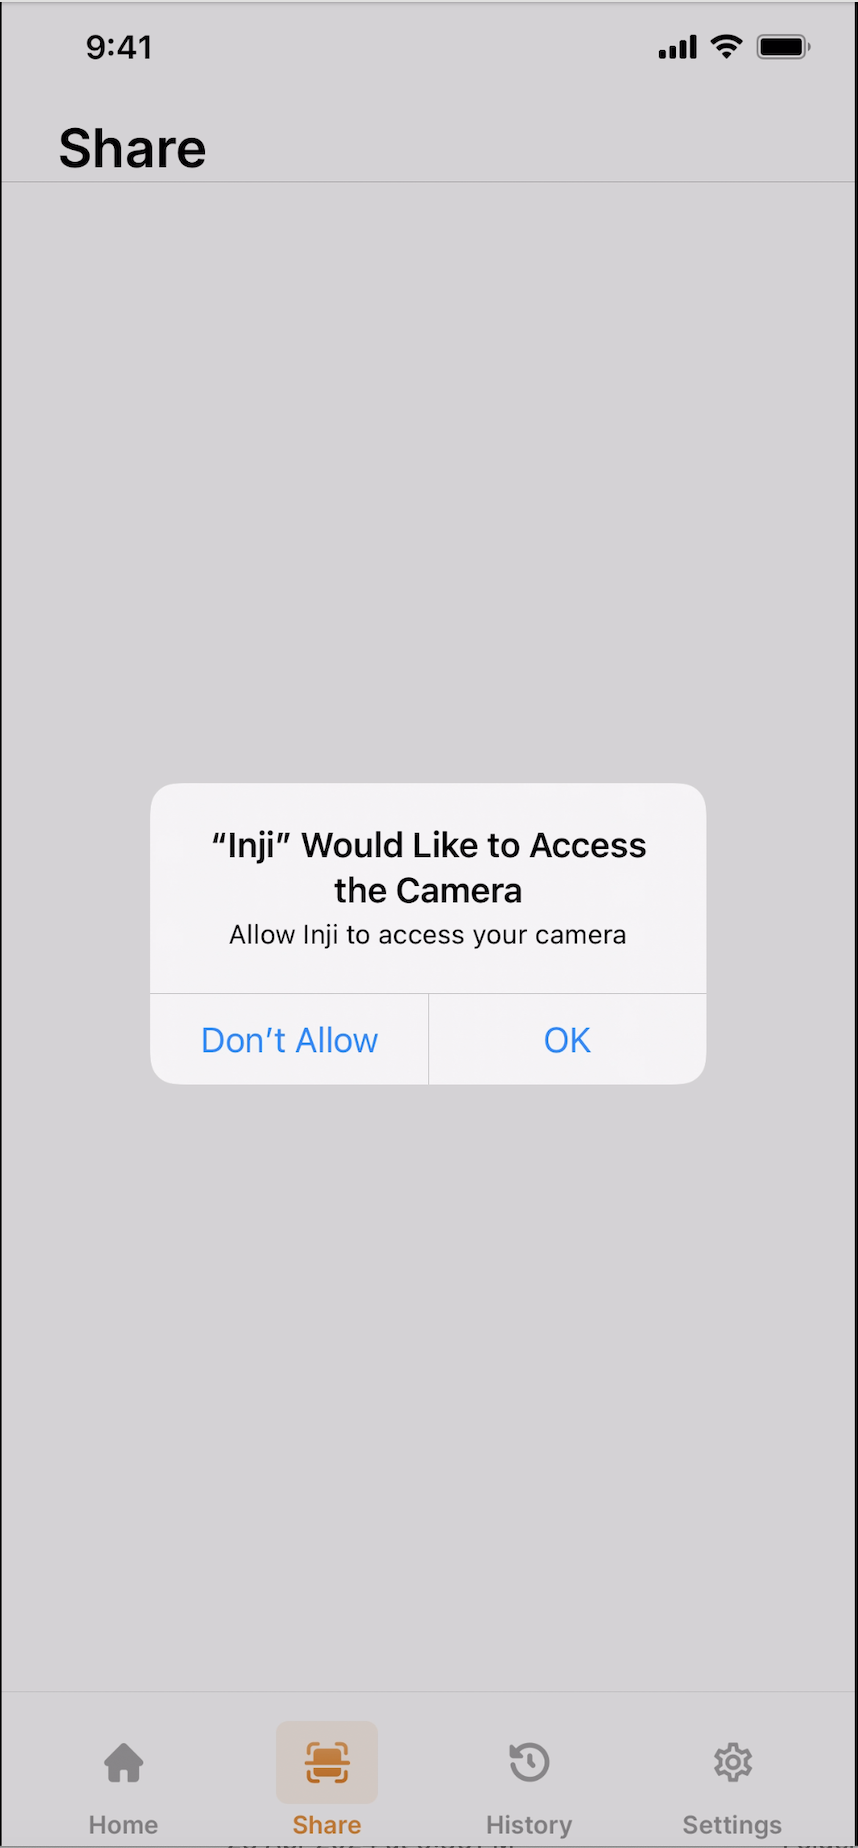 9:41
Share
“Inji” Would Like to Access
the Camera
Allow Inji to access your camera
Don’t Allow
OK
Home
Share
History
Settings